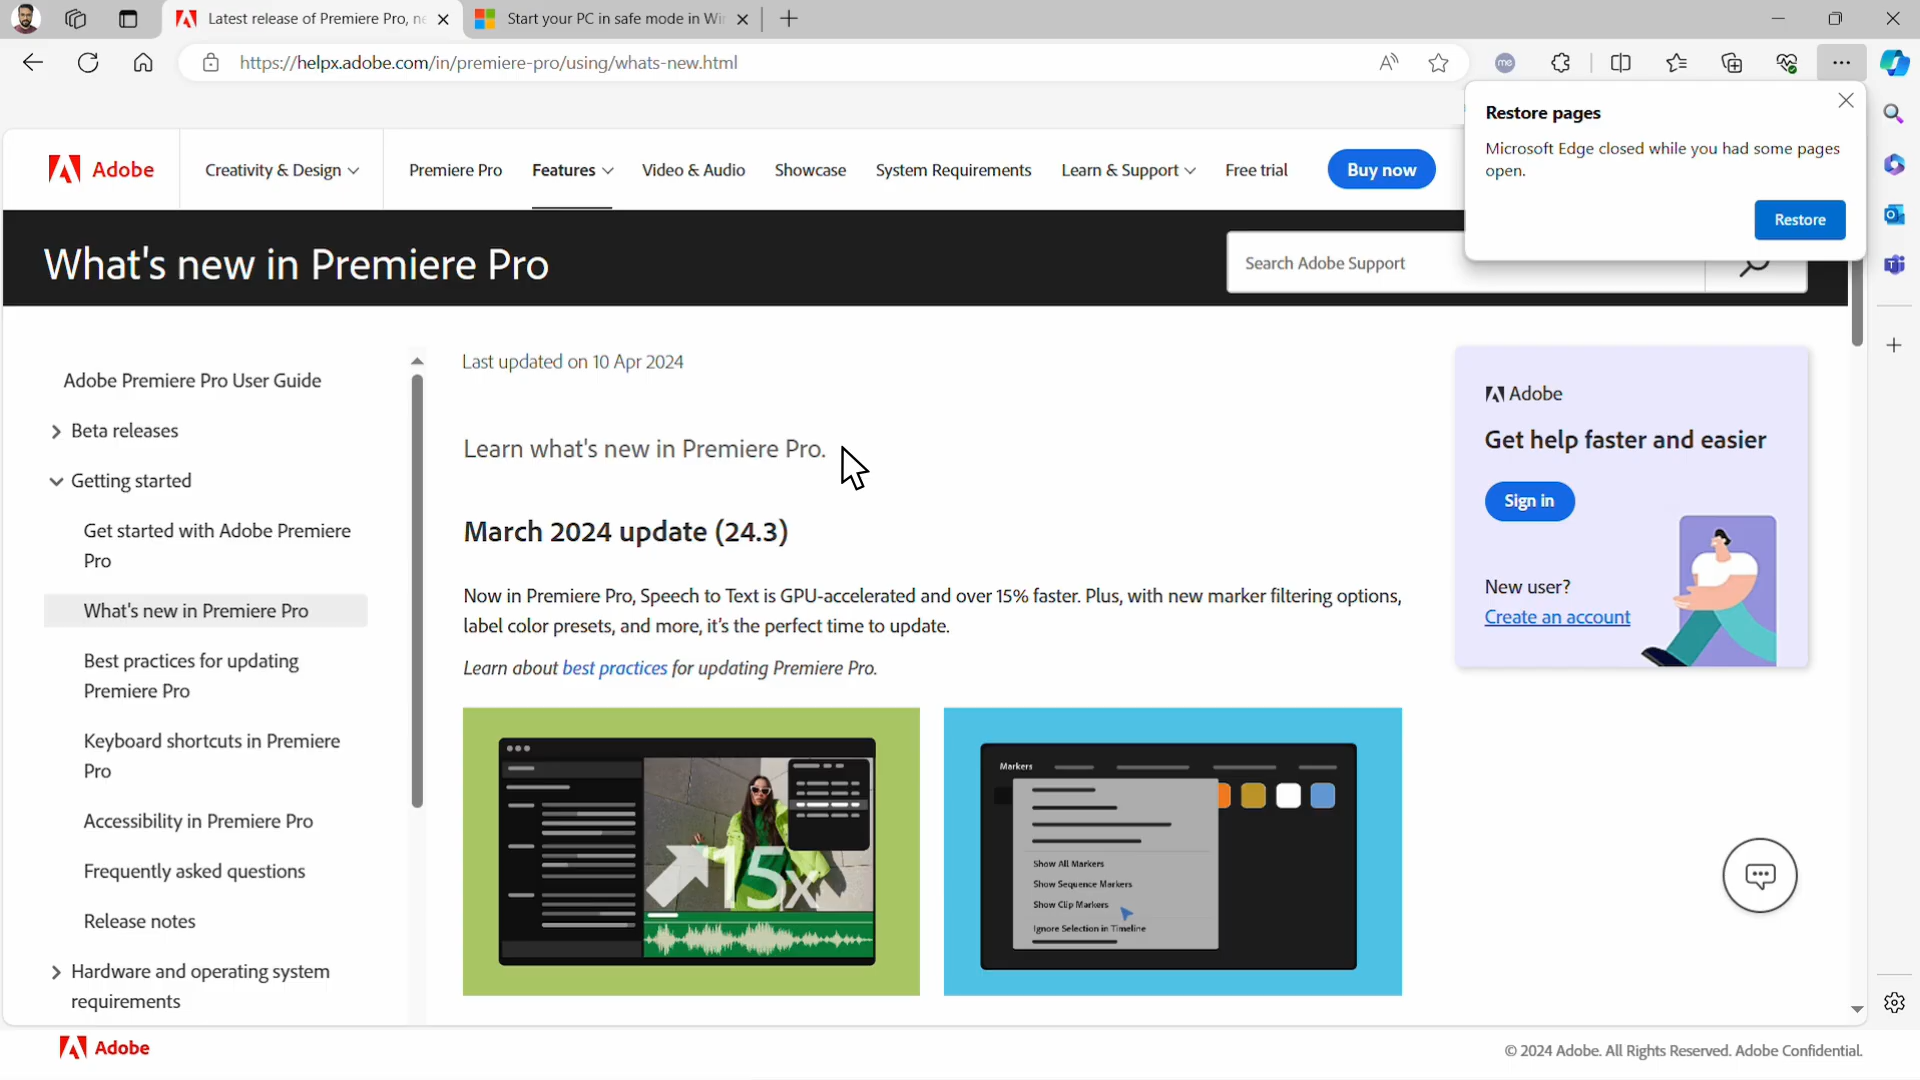 Latest release of Premiere Pro, ne
Start your PC in safe mode in Wi
https://helpx.adobe.com/in/premiere-pro/using/whats-new.html
me
Restore pages
Microsoft Edge closed while you had some pages
open.
Restore
Adobe
Creativity & Design
Premiere Pro
Features
Video & Audio
Showcase
System Requirements
Learn & Support
Free trial
Buy now
What's new in Premiere Pro
Search Adobe Support
Adobe Premiere Pro User Guide
Beta releases
Getting started
Get started with Adobe Premiere
Pro
What's new in Premiere Pro
Best practices for updating
Premiere Pro
Keyboard shortcuts in Premiere
Pro
Accessibility in Premiere Pro
Frequently asked questions
Release notes
Hardware and operating system
requirements
Last updated on 10 Apr 2024
Learn what's new in Premiere Pro.
March 2024 update (24.3)
Now in Premiere Pro, Speech to Text is GPU-accelerated and over 15% faster. Plus, with new marker filtering options,
label color presets, and more, it's the perfect time to update.
Learn about best practices for updating Premiere Pro.
15x
Markers
Show All Markers
Show Sequence Markers
Show Clip Markers
Ignore Selection in Timeline
Adobe
Get help faster and easier
Sign in
New user?
Create an account
Adobe
© 2024 Adobe. All Rights Reserved. Adobe Confidential.